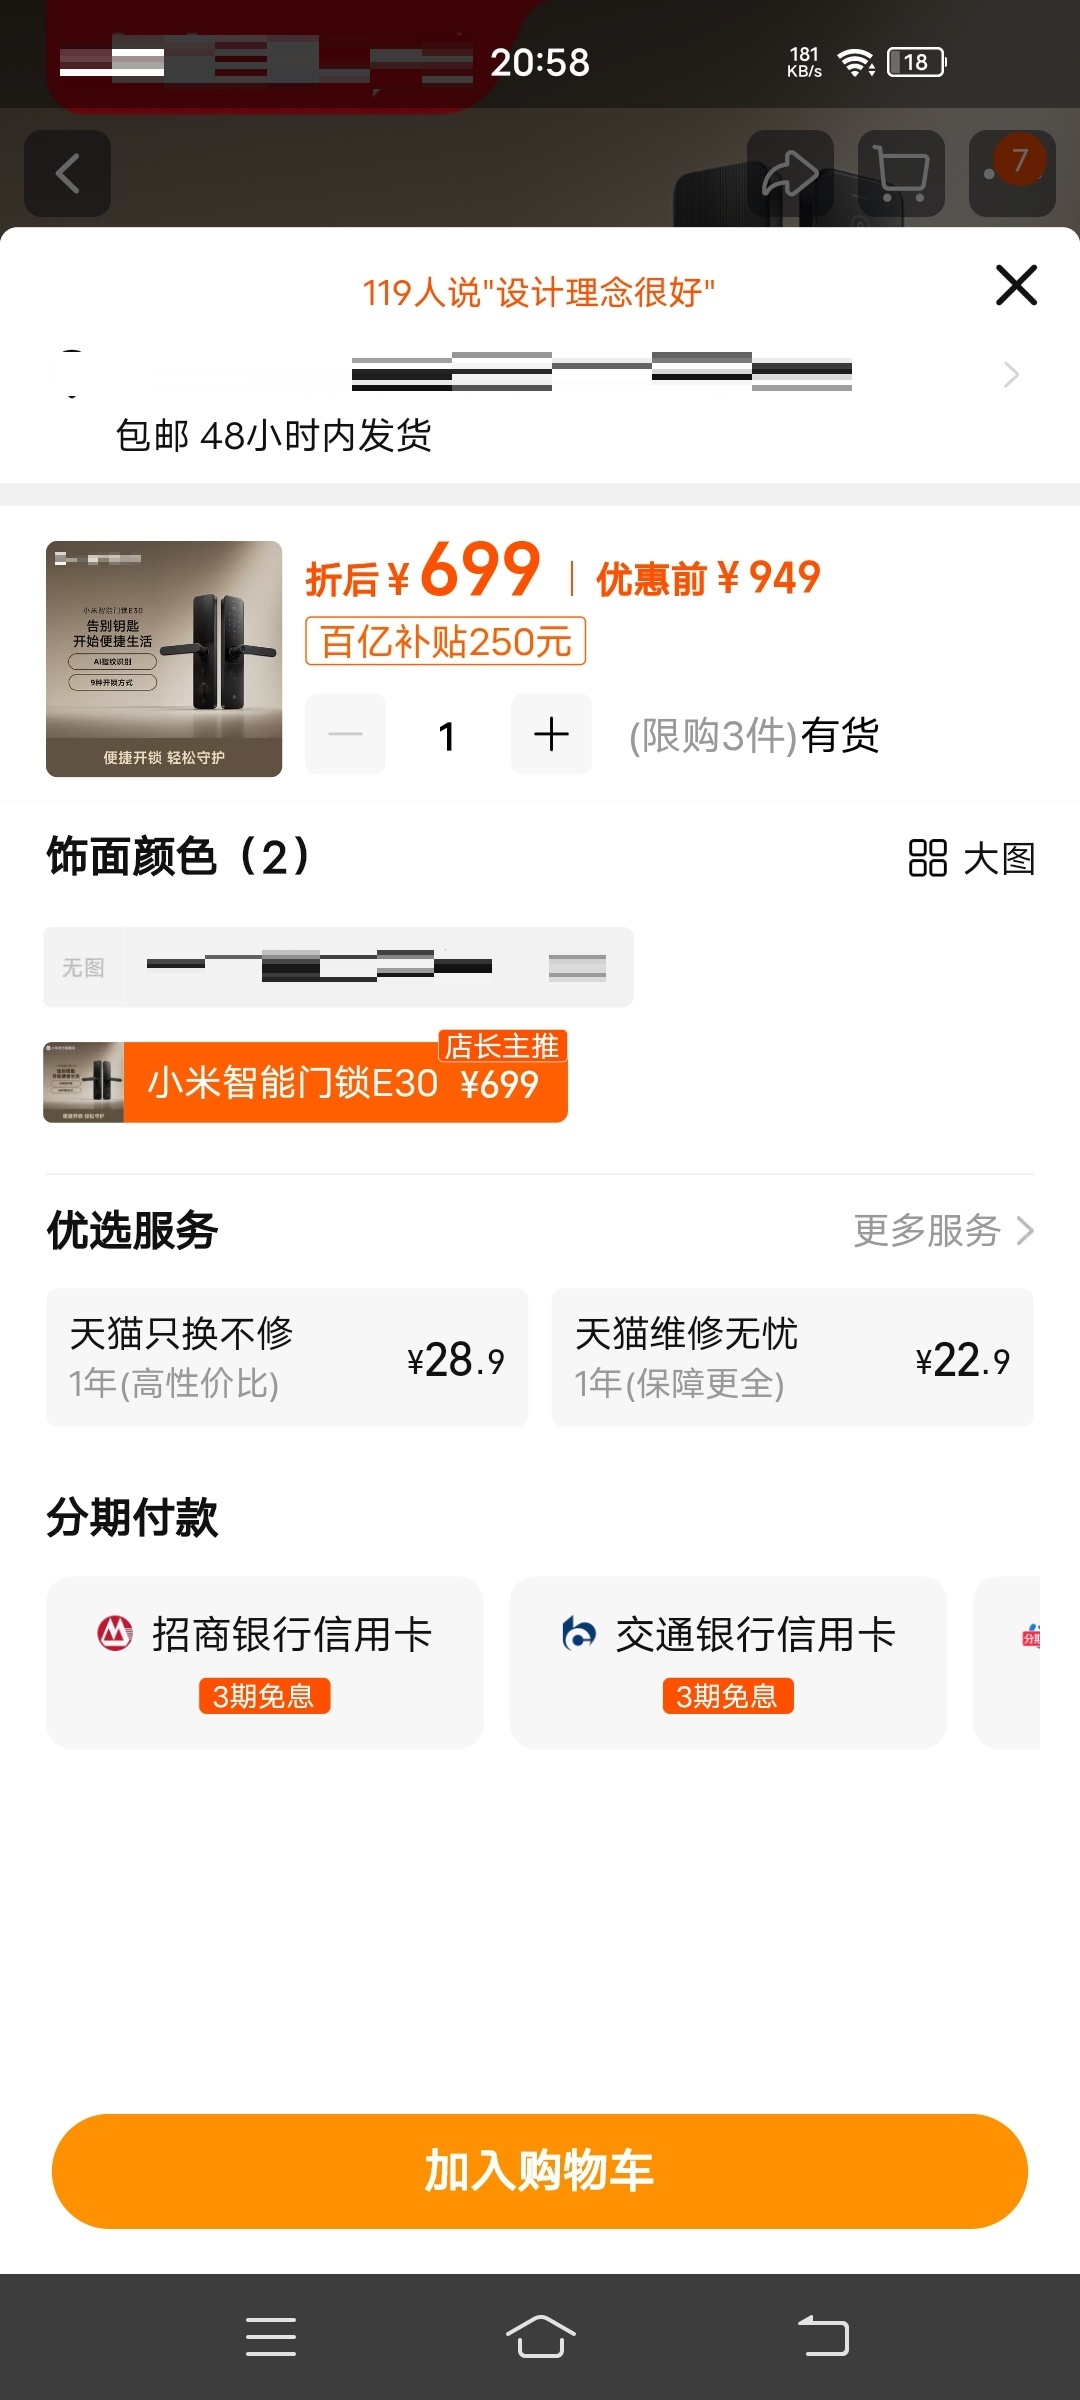 20:58
181
KB/s
18
7
119人说"设计理念很好"
包邮 48小时内发货
折后 ¥ 699 优惠前 ¥ 949
百亿补贴250元
1 (限购3件)有货
小米智能门锁E30
告别钥匙
开始便捷生活
AI指纹识别
9种开锁方式
便捷开锁 轻松守护
饰面颜色（2）
大图
无图
店长主推
小米智能门锁E30 ¥699
优选服务
更多服务
天猫只换不修
1年(高性价比)
¥28.9
天猫维修无忧
1年(保障更全)
¥22.9
分期付款
招商银行信用卡
3期免息
交通银行信用卡
3期免息
加入购物车